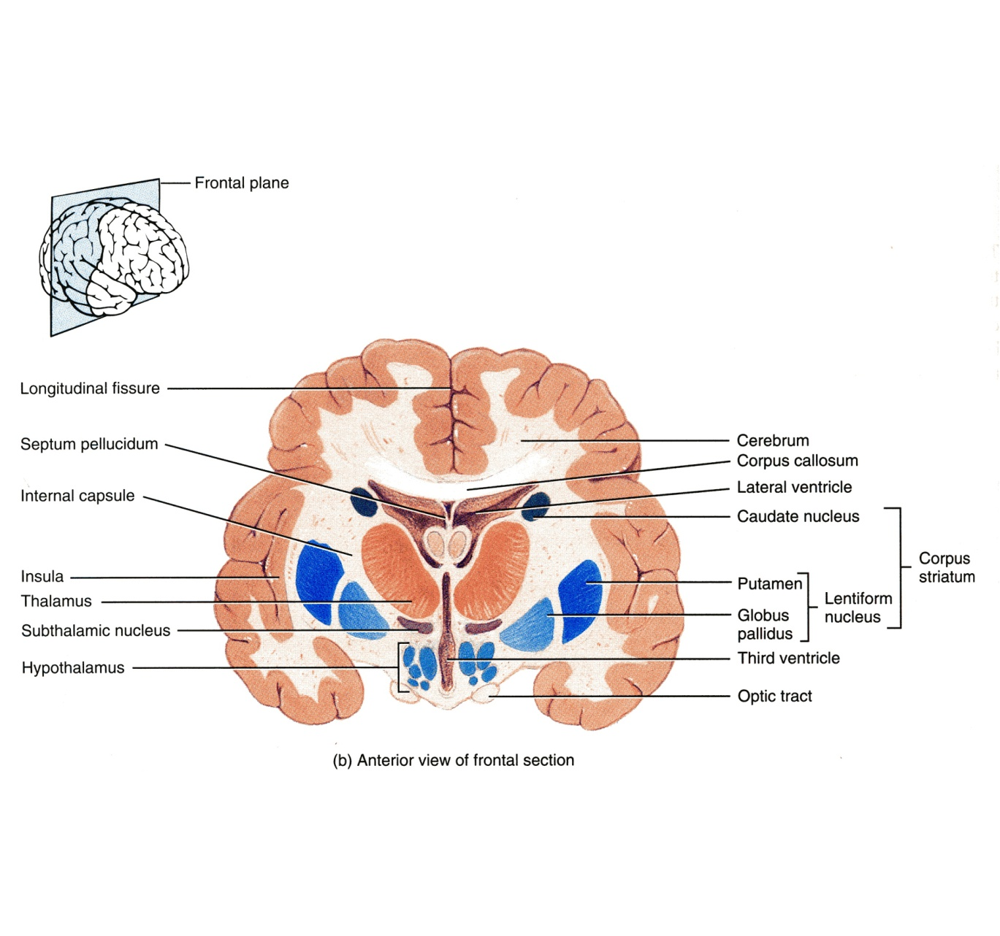 Frontal plane
Longitudinal fissure
Septum pellucidum
Internal capsule
Insula
Thalamus
Subthalamic nucleus
Hypothalamus
Cerebrum
Corpus callosum
Lateral ventricle
Caudate nucleus
Putamen
Globus
pallidus
Lentiform
nucleus
Corpus
striatum
Third ventricle
Optic tract
(b) Anterior view of frontal section